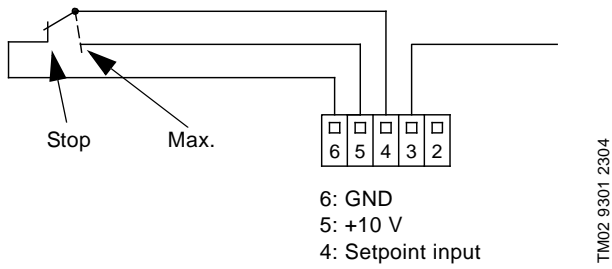 Stop Max.
6 5 4 3 2
6: GND
5: +10 V
4: Setpoint input
TM02 9301 2304